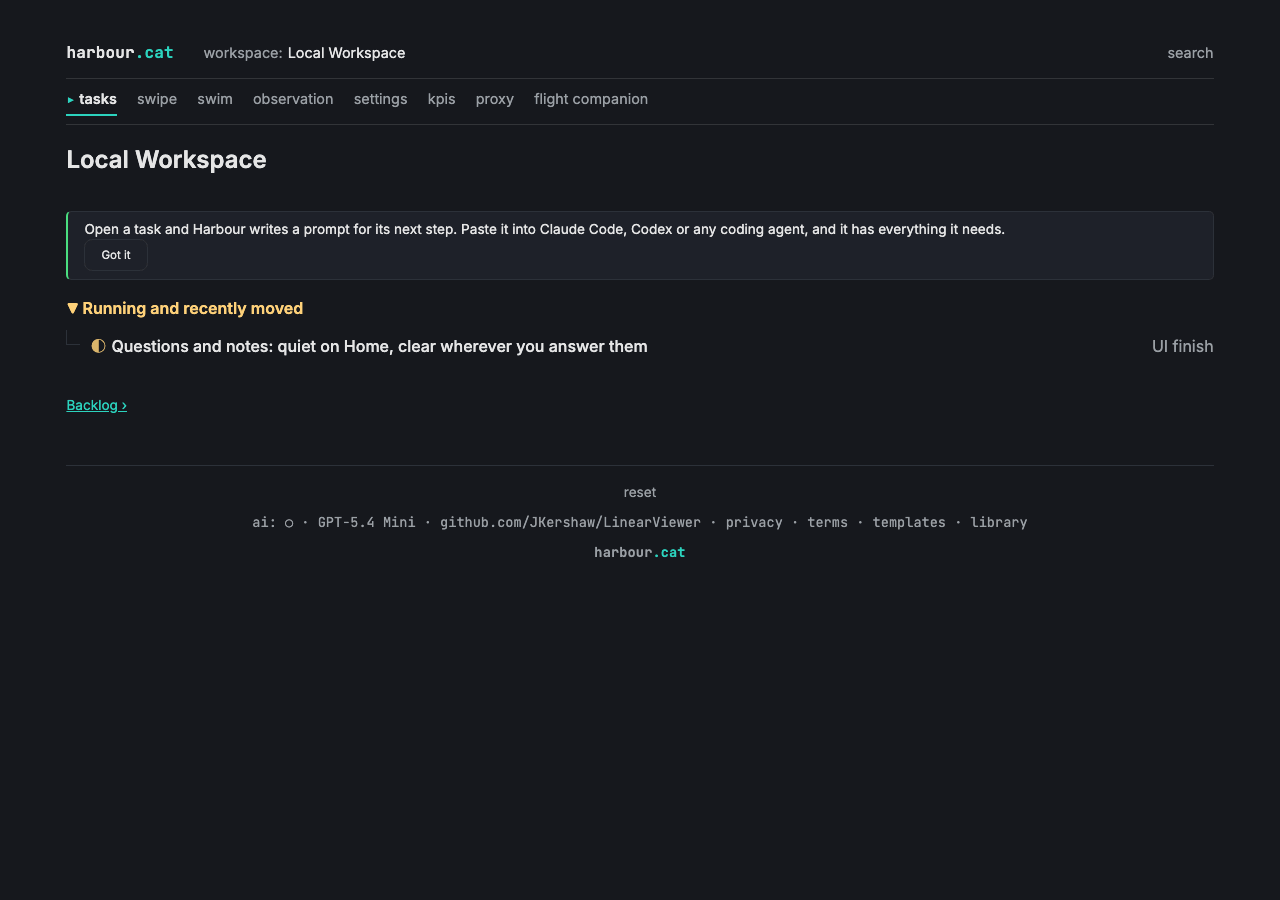 harbour.cat workspace: Local Workspace search
▸ tasks swipe swim observation settings kpis proxy flight companion
Local Workspace
Open a task and Harbour writes a prompt for its next step. Paste it into Claude Code, Codex or any coding agent, and it has everything it needs.
Got it
▼ Running and recently moved
◐ Questions and notes: quiet on Home, clear wherever you answer them UI finish
Backlog ›
reset
ai: ○ · GPT-5.4 Mini · github.com/JKershaw/LinearViewer · privacy · terms · templates · library
harbour.cat